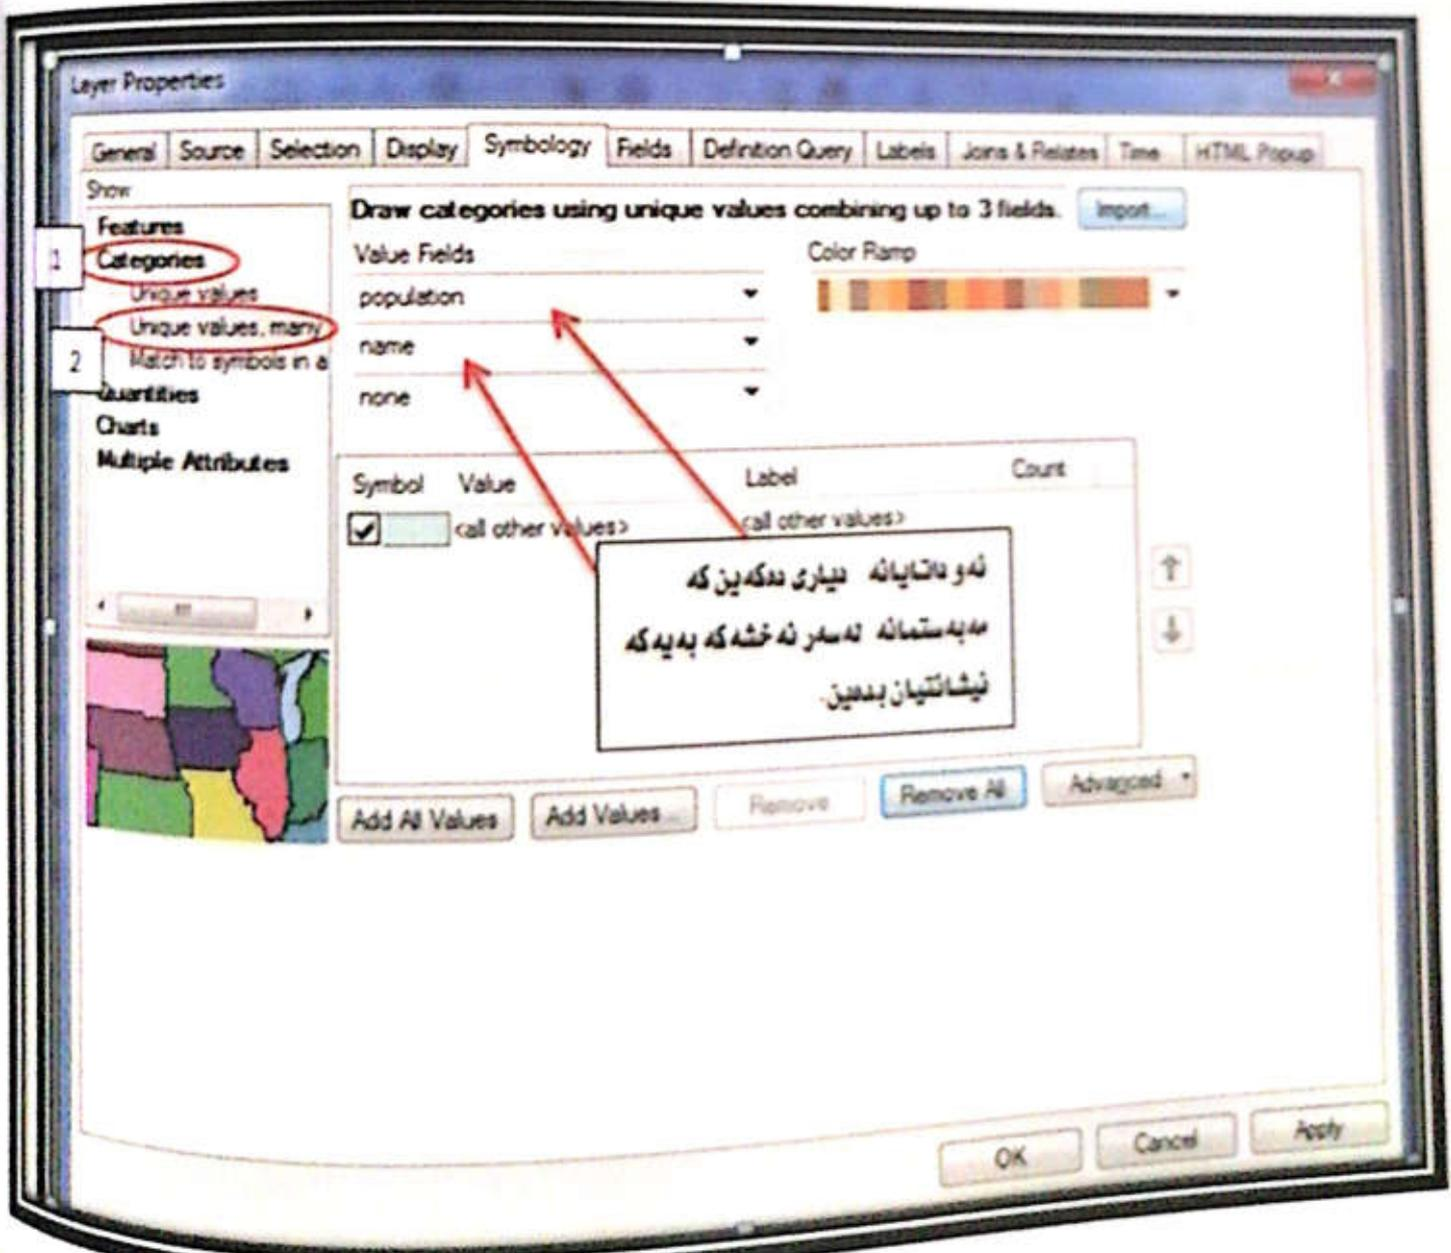 Layer Properties
General Source Selection Display Symbology Fields Definition Query Labels Joins & Relates Time HTML Popup
Show
Features
Categories
Unique values
Unique values, many
Match to symbols in a
Quantities
Charts
Multiple Attributes
1
2
Draw categories using unique values combining up to 3 fields.
Import...
Value Fields
population
name
none
Color Ramp
Symbol Value Label Count
<all other values> <all other values>
ئەو داتایانە دیاری دەکەین کە
مەبەستمانە لەسەر نەخشەکە بەیەکە
نیشانتیان بدەین.
Add All Values Add Values... Remove Remove All Advanced
OK Cancel Apply